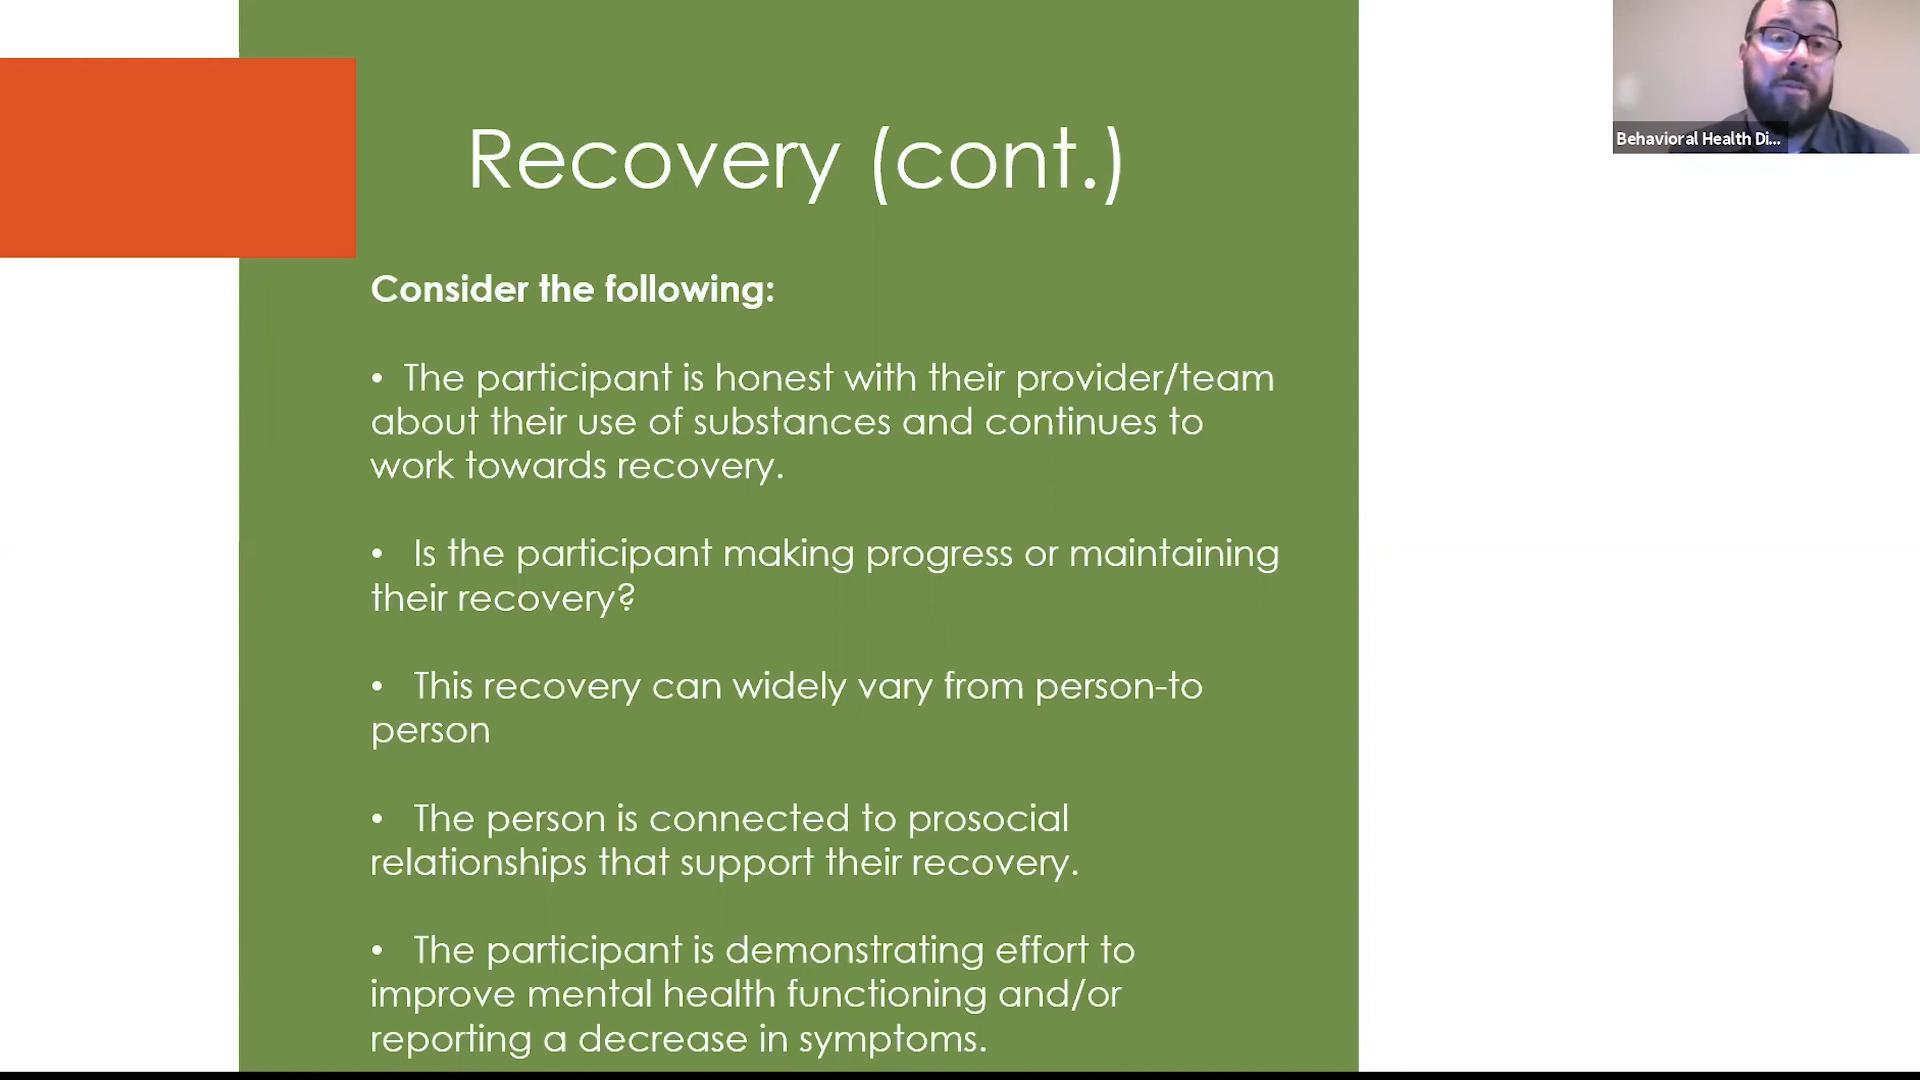 Recovery (cont.)
Behavioral Health Di...
Consider the following:
• The participant is honest with their provider/team
about their use of substances and continues to
work towards recovery.
• Is the participant making progress or maintaining
their recovery?
• This recovery can widely vary from person-to
person
• The person is connected to prosocial
relationships that support their recovery.
• The participant is demonstrating effort to
improve mental health functioning and/or
reporting a decrease in symptoms.